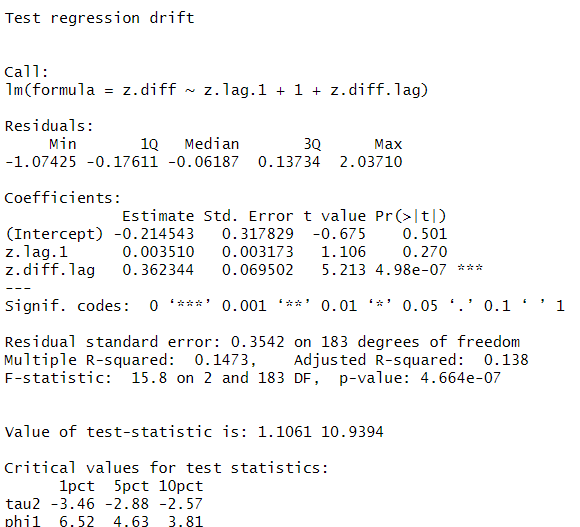 Test regression drift
Call:
lm(formula = z.diff ~ z.lag.1 + 1 + z.diff.lag)
Residuals:
Min 1Q Median 3Q Max
-1.07425 -0.17611 -0.06187 0.13734 2.03710
Coefficients:
Estimate Std. Error t value Pr(>|t|)
(Intercept) -0.214543 0.317829 -0.675 0.501
z.lag.1 0.003510 0.003173 1.106 0.270
z.diff.lag 0.362344 0.069502 5.213 4.98e-07 ***
---
Signif. codes: 0 ‘***’ 0.001 ‘**’ 0.01 ‘*’ 0.05 ‘.’ 0.1 ‘ ’ 1
Residual standard error: 0.3542 on 183 degrees of freedom
Multiple R-squared: 0.1473, Adjusted R-squared: 0.138
F-statistic: 15.8 on 2 and 183 DF, p-value: 4.664e-07
Value of test-statistic is: 1.1061 10.9394
Critical values for test statistics:
1pct 5pct 10pct
tau2 -3.46 -2.88 -2.57
phi1 6.52 4.63 3.81